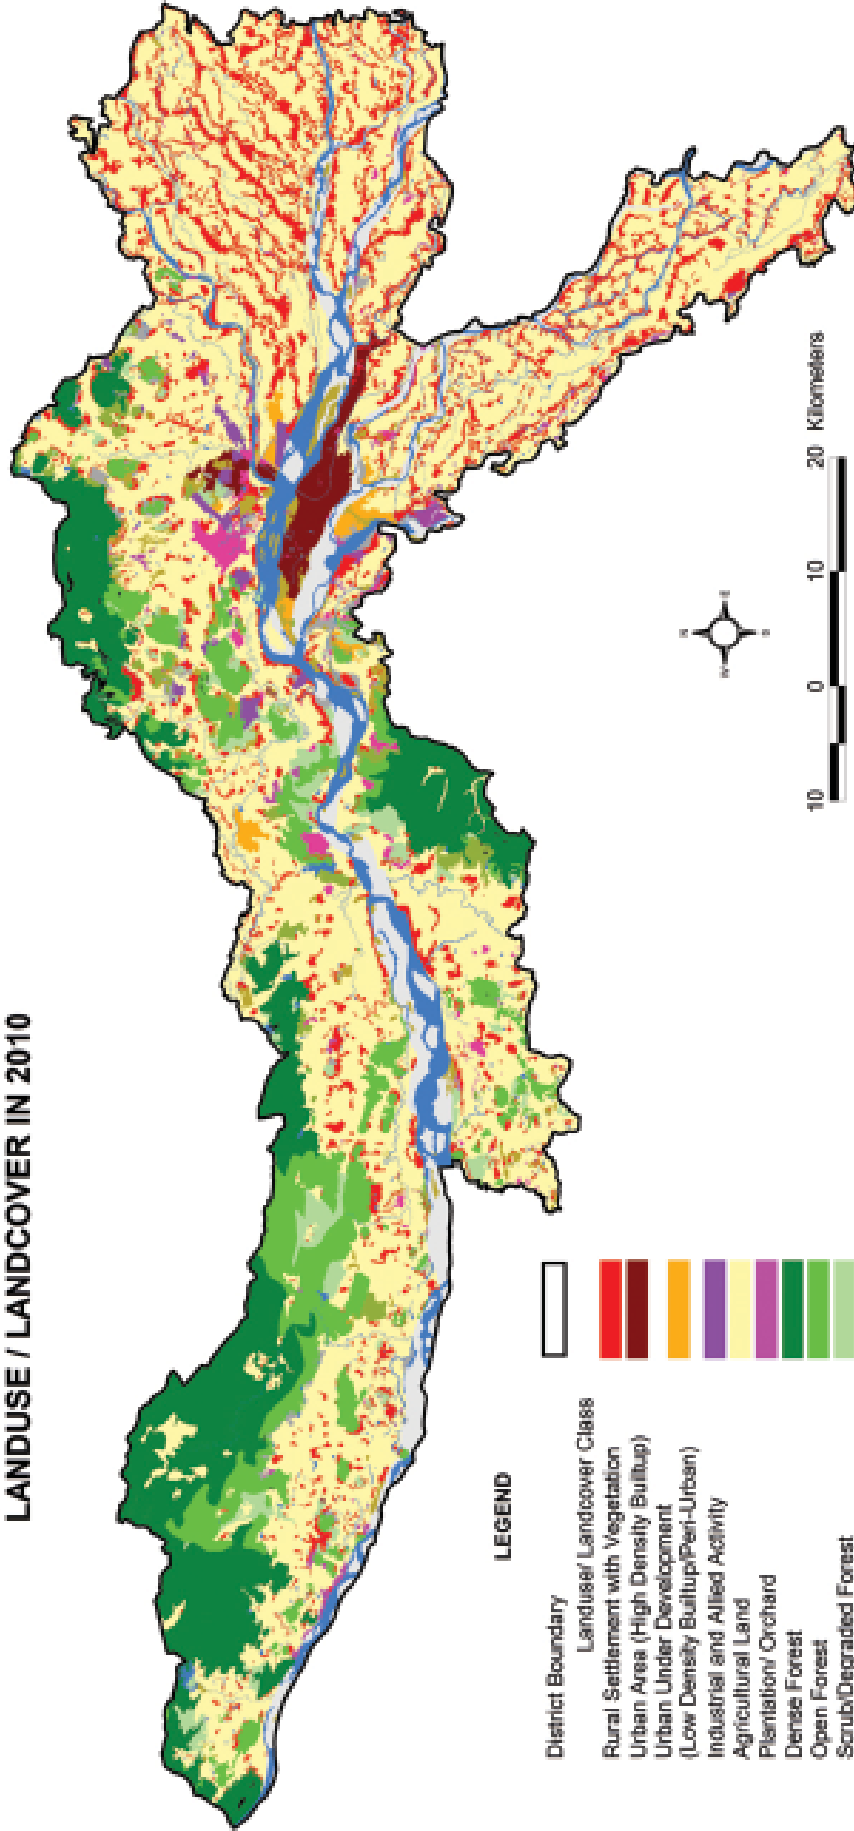 LANDUSE / LANDCOVER IN 2010
N
W
E
S
10 0 10 20 Kilometers
LEGEND
District Boundary
Landuse/ Landcover Class
Rural Settlement with Vegetation
Urban Area (High Density Builtup)
Urban Under Development
(Low Density Builtup/Peri-Urban)
Industrial and Allied Activity
Agricultural Land
Plantation/ Orchard
Dense Forest
Open Forest
Scrub/Degraded Forest